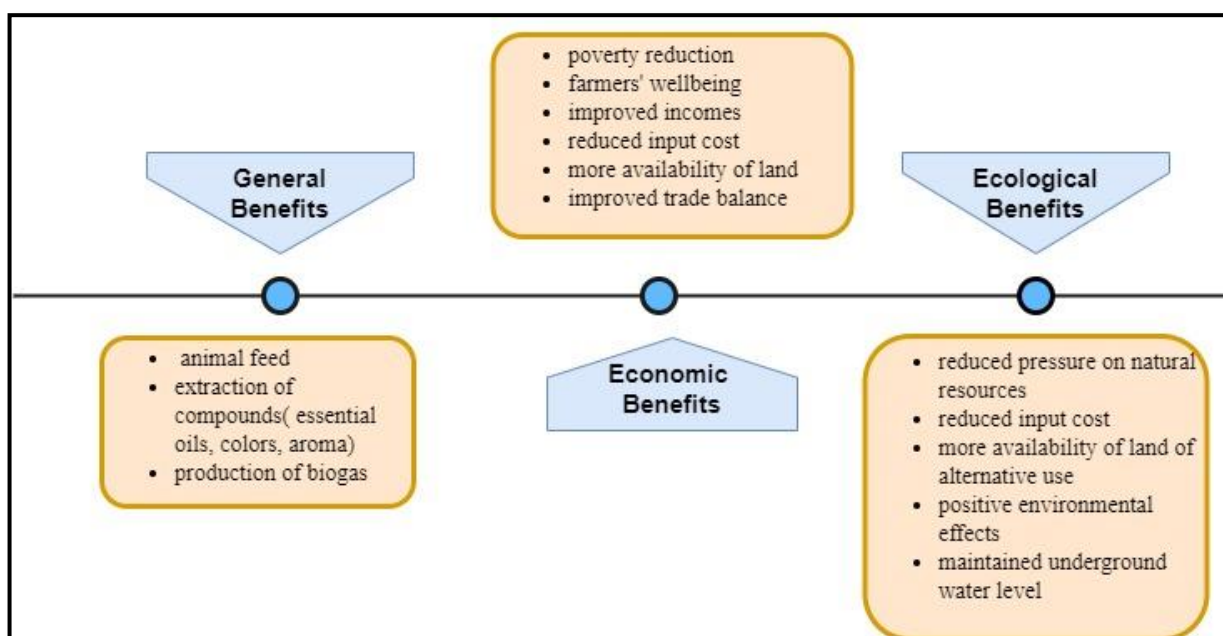 General
Benefits
• animal feed
• extraction of
compounds( essential
oils, colors, aroma)
• production of biogas
• poverty reduction
• farmers' wellbeing
• improved incomes
• reduced input cost
• more availability of land
• improved trade balance
Economic
Benefits
Ecological
Benefits
• reduced pressure on natural
resources
• reduced input cost
• more availability of land of
alternative use
• positive environmental
effects
• maintained underground
water level